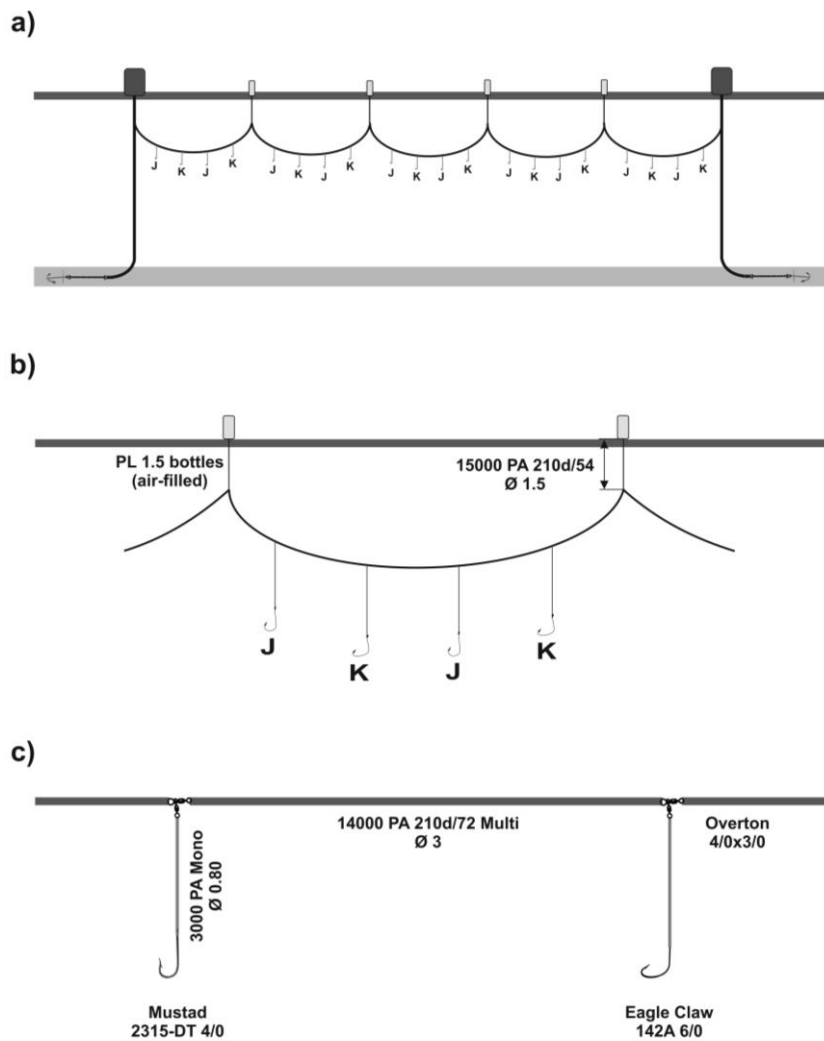 a)
J K J K J K J K J K J K J K J K J K J K
b)
PL 1.5 bottles
(air-filled)
15000 PA 210d/54
Ø 1.5
J K J K
c)
14000 PA 210d/72 Multi
Ø 3
Overton
4/0x3/0
3000 PA Mono
Ø 0.80
Mustad
2315-DT 4/0
Eagle Claw
142A 6/0